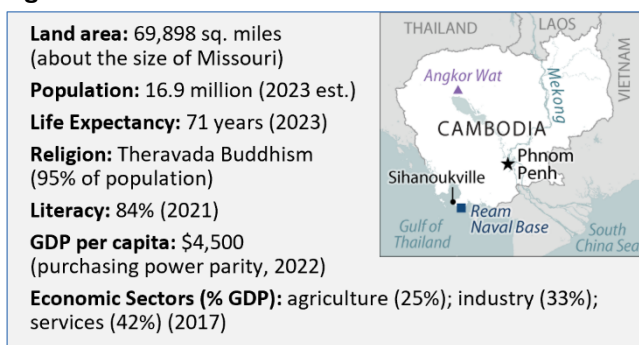 Land area: 69,898 sq. miles
(about the size of Missouri)
Population: 16.9 million (2023 est.)
Life Expectancy: 71 years (2023)
Religion: Theravada Buddhism
(95% of population)
Literacy: 84% (2021)
GDP per capita: $4,500
(purchasing power parity, 2022)
Economic Sectors (% GDP): agriculture (25%); industry (33%);
services (42%) (2017)
THAILAND
LAOS
VIETNAM
Angkor Wat
Mekong
CAMBODIA
Phnom
Penh
Sihanoukville
Ream
Naval Base
Gulf of
Thailand
South
China Sea